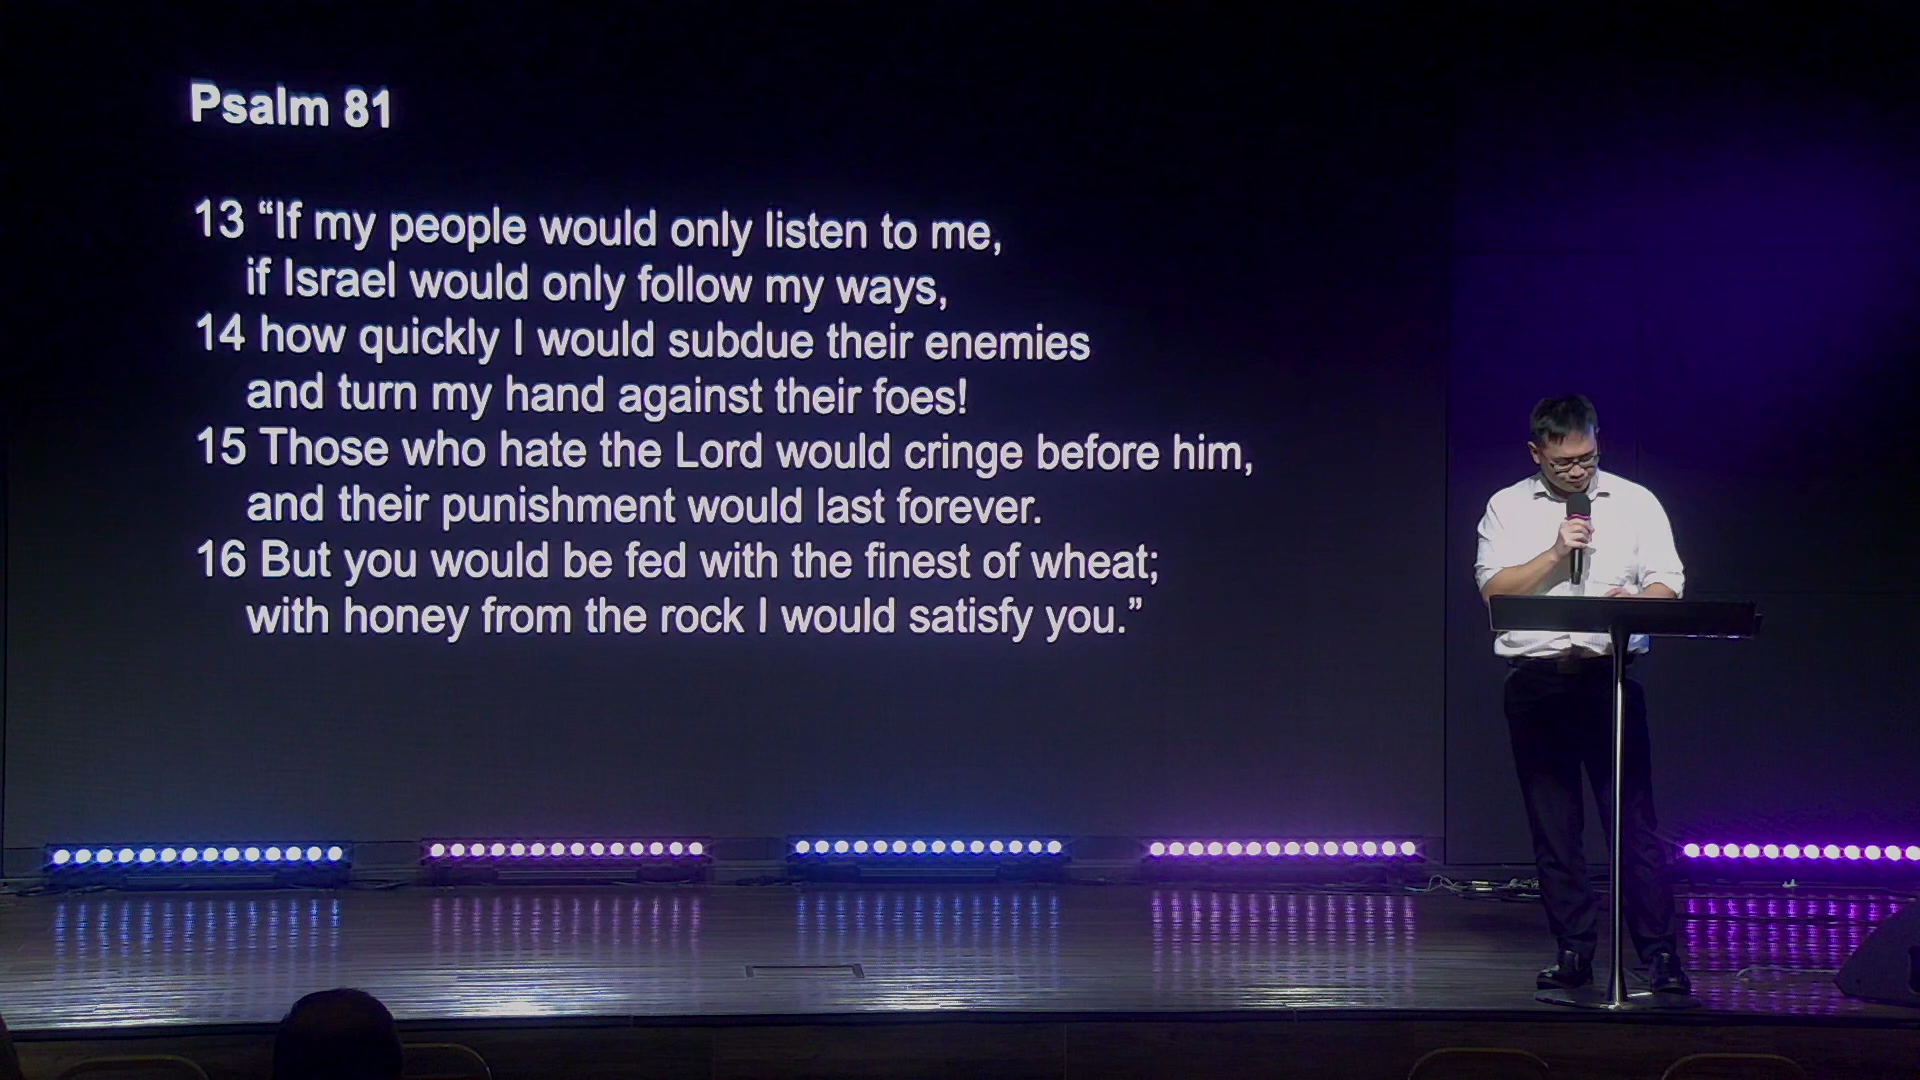 Psalm 81
13 “If my people would only listen to me,
if Israel would only follow my ways,
14 how quickly I would subdue their enemies
and turn my hand against their foes!
15 Those who hate the Lord would cringe before him,
and their punishment would last forever.
16 But you would be fed with the finest of wheat;
with honey from the rock I would satisfy you.”